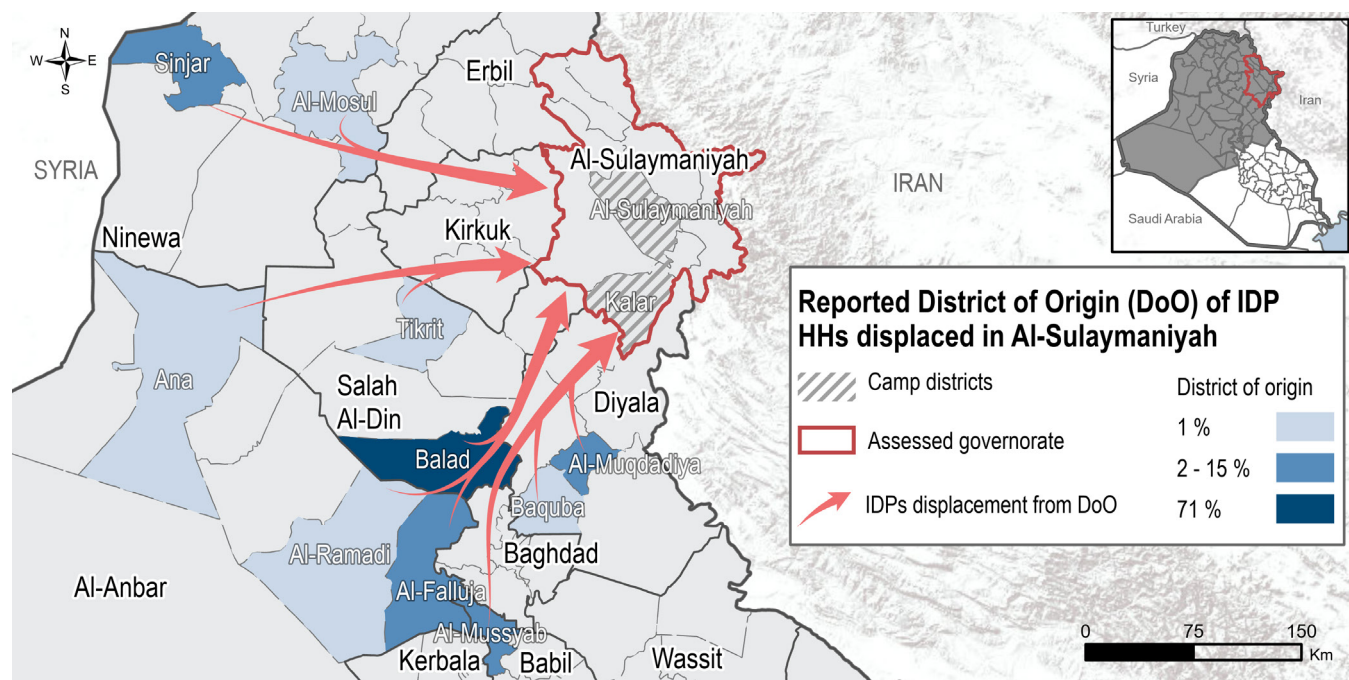 N
W E
S
Sinjar
Al-Mosul
Erbil
SYRIA
Al-Sulaymaniyah
Al-Sulaymaniyah
IRAN
Ninewa
Kirkuk
Kalar
Tikrit
Ana
Salah
Al-Din
Diyala
Balad
Al-Muqdadiya
Baquba
Al-Ramadi
Baghdad
Al-Anbar
Al-Falluja
Al-Mussyab
Kerbala
Babil
Wassit
Turkey
Syria
Iran
Saudi Arabia
Reported District of Origin (DoO) of IDP
HHs displaced in Al-Sulaymaniyah
Camp districts
Assessed governorate
IDPs displacement from DoO
District of origin
1 %
2 - 15 %
71 %
0 75 150
Km